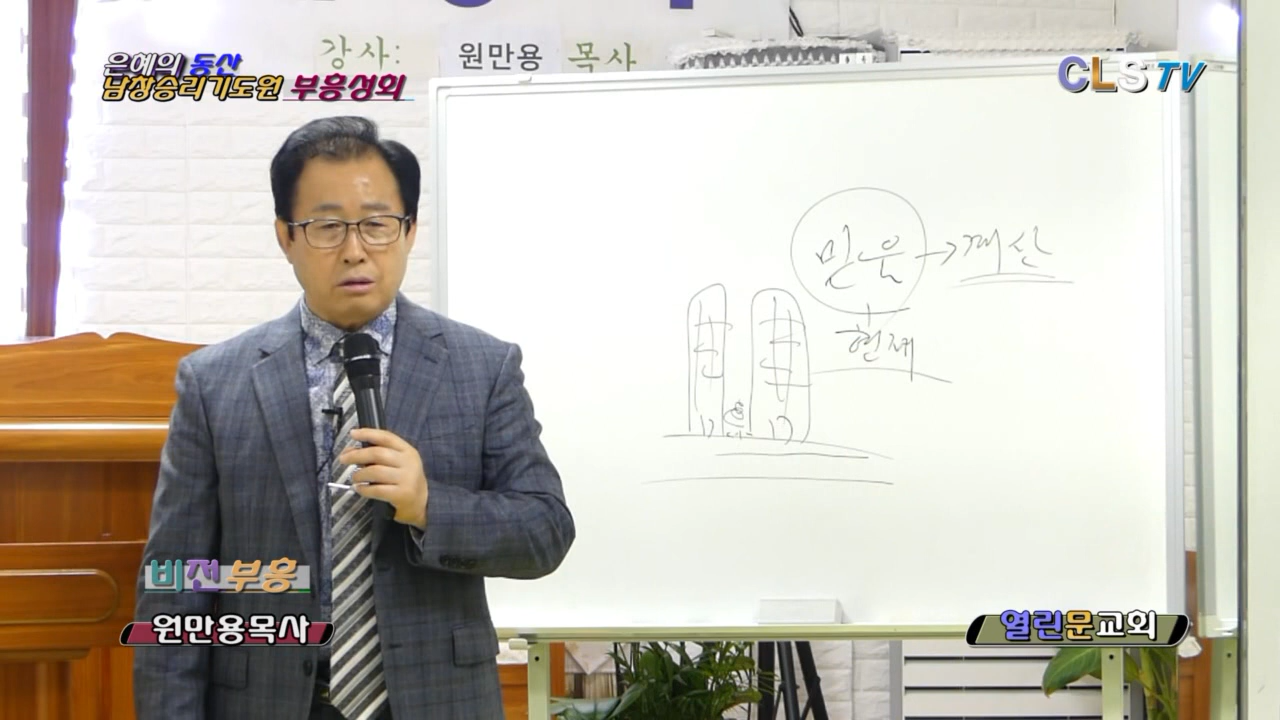 강사: 원만용 목사
은혜의 동산
남창승리기도원 부흥성회
CLS TV
믿음 → 재산
현재
비전부흥
원만용목사
열린문교회